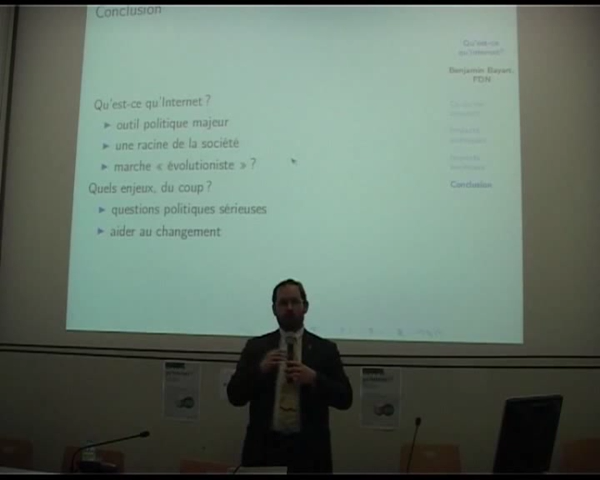 Conclusion
Qu'est-ce qu'Internet ?
outil politique majeur
une racine de la société
marche « évolutioniste » ?
Quels enjeux, du coup ?
questions politiques sérieuses
aider au changement
Qu'est-ce
qu'Internet?
Benjamin Bayart,
FDN
Conclusion